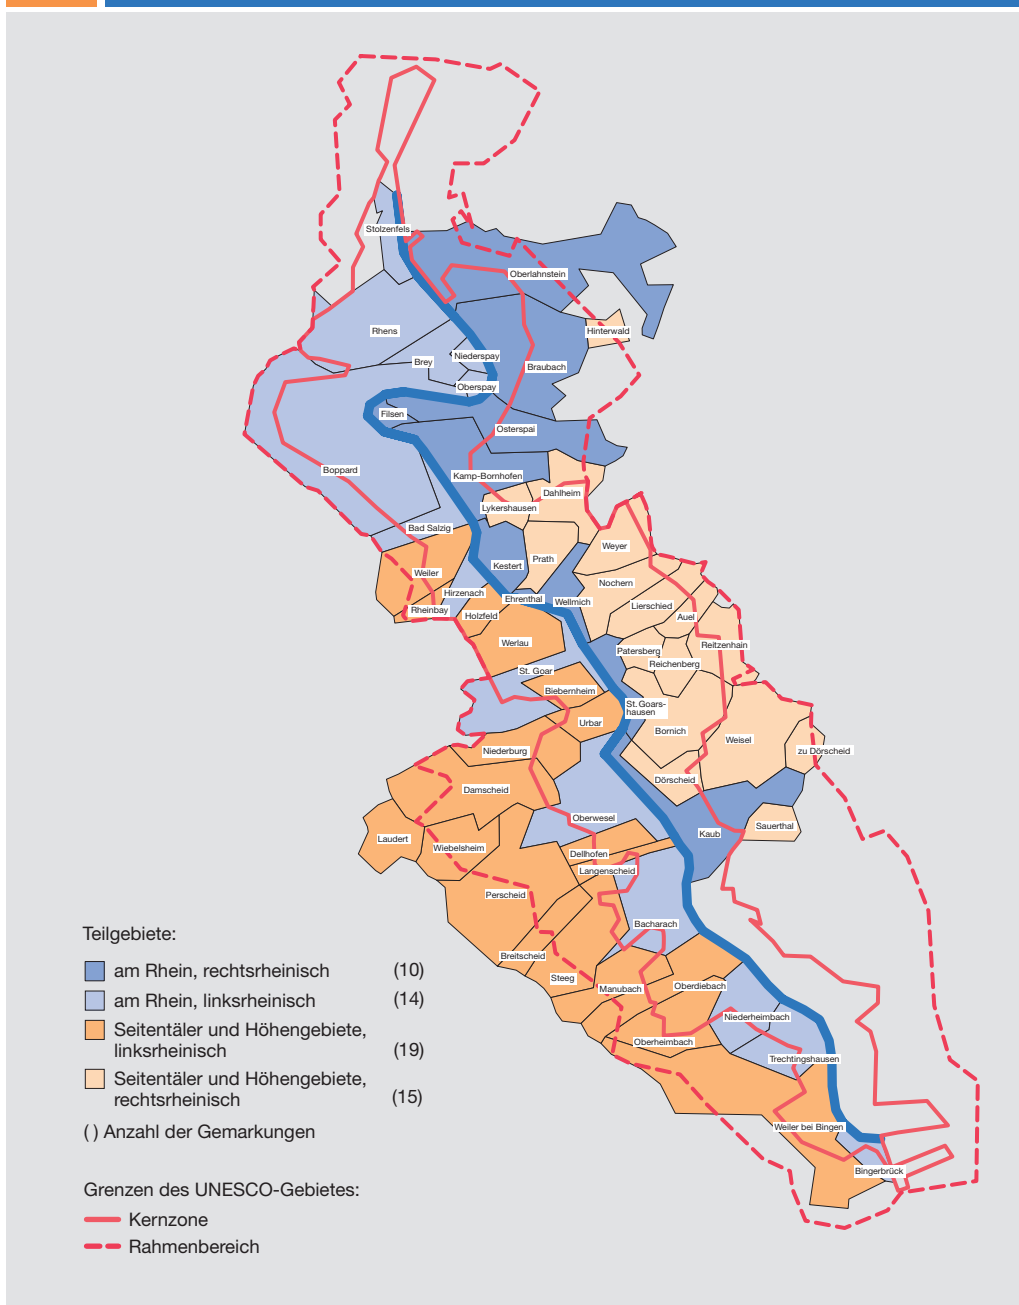 Stolzenfels
Oberlahnstein
Rhens
Hinterwald
Niederspay
Brey
Braubach
Oberspay
Filsen
Osterspai
Boppard
Kamp-Bornhofen
Dahlheim
Lykershausen
Bad Salzig
Weyer
Prath
Kestert
Weiler
Nochern
Hirzenach
Ehrenthal
Wellmich
Lierschied
Rheinbay
Holzfeld
Auel
Werlau
Reitzenhain
Patersberg
Reichenberg
St. Goar
Biebernheim
St. Goars-
hausen
Urbar
Bornich
Weisel
Niederburg
zu Dörscheid
Dörscheid
Damscheid
Oberwesel
Sauerthal
Kaub
Laudert
Wiebelsheim
Dellhofen
Langenscheid
Perscheid
Bacharach
Breitscheid
Steeg
Manubach
Oberdiebach
Niederheimbach
Oberheimbach
Trechtingshausen
Weiler bei Bingen
Bingerbrück
Teilgebiete:
am Rhein, rechtsrheinisch (10)
am Rhein, linksrheinisch (14)
Seitentäler und Höhengebiete,
linksrheinisch (19)
Seitentäler und Höhengebiete,
rechtsrheinisch (15)
( ) Anzahl der Gemarkungen
Grenzen des UNESCO-Gebietes:
Kernzone
Rahmenbereich